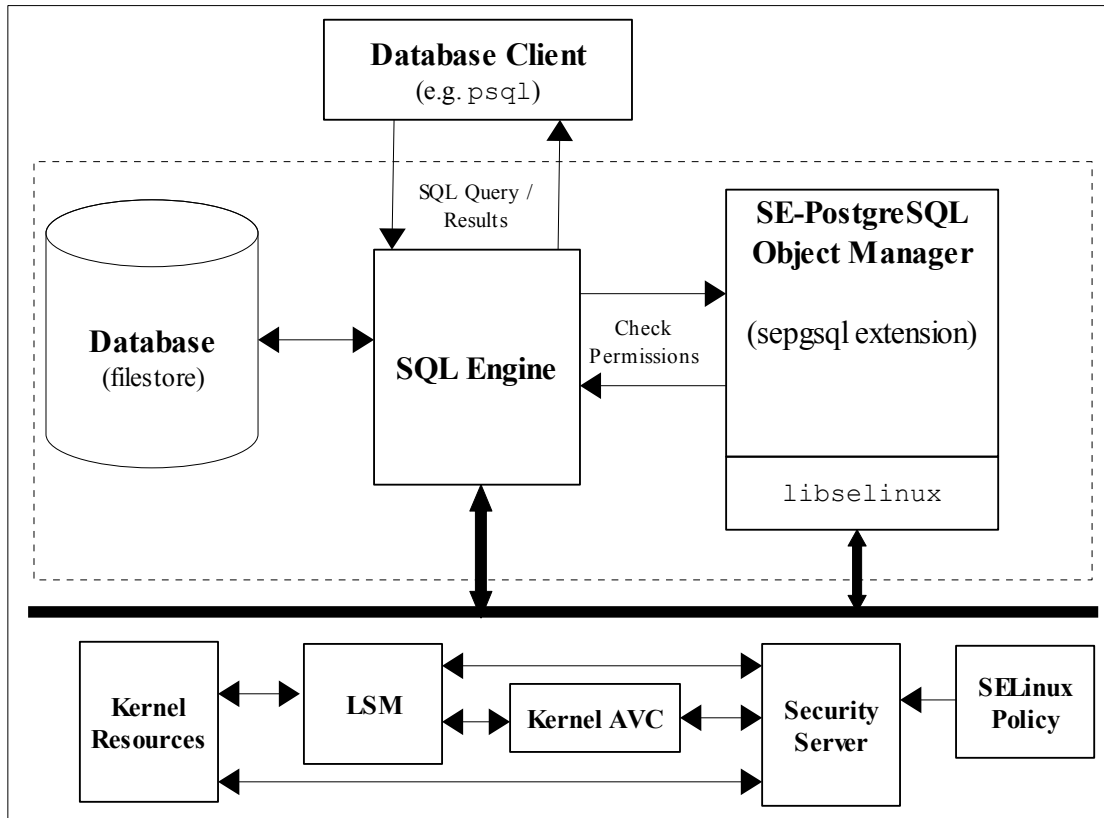 Database Client
(e.g. psql)
SQL Query /
Results
SE-PostgreSQL
Object Manager
(sepgsql extension)
Check
Permissions
Database
(filestore)
SQL Engine
libselinux
Kernel
Resources
LSM
Kernel AVC
Security
Server
SELinux
Policy